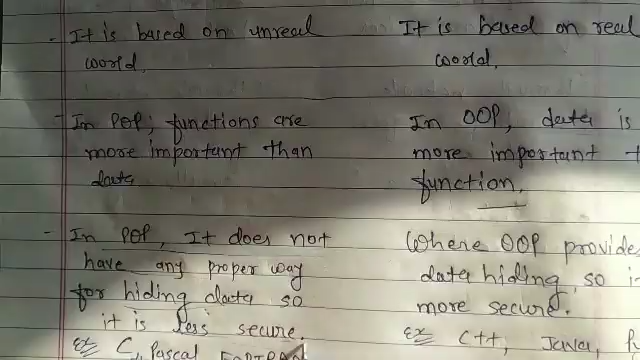 - It is based on unreal
world.
- In POP; functions are
more important than
data
- In POP, It does not
have any proper way
for hiding data so
it is less secure
Ex C, Pascal FORTRAN
It is based on real
world.
In OOP, data is
more important
function.
Where OOP provides
data hiding so
more secure.
Ex C++, Java,